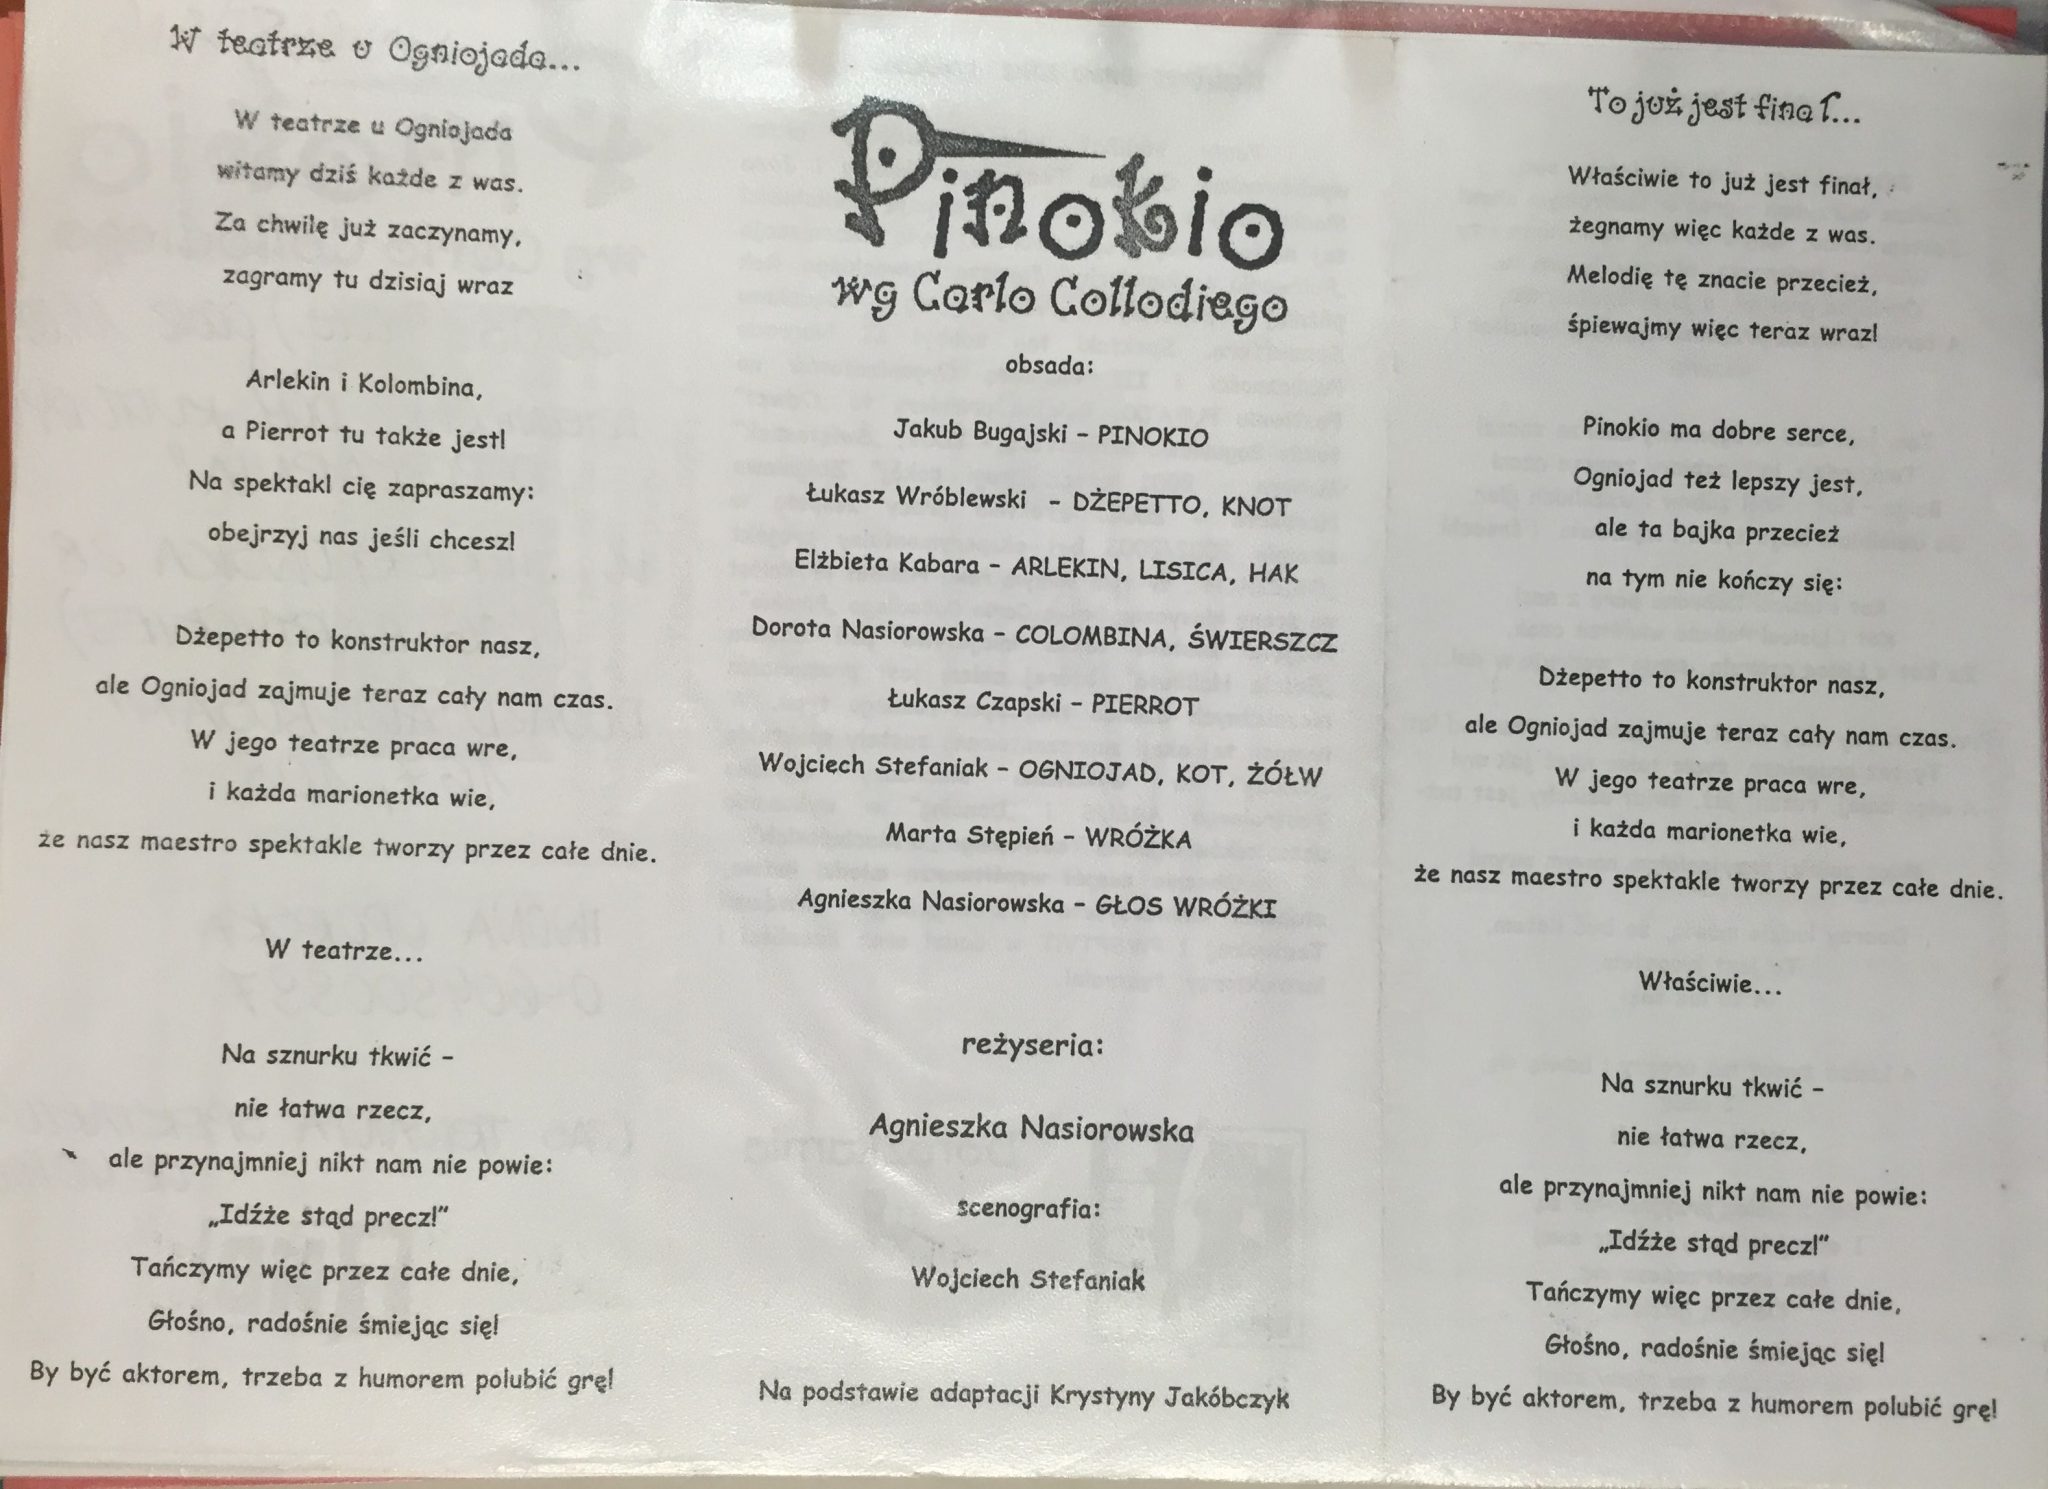 W teatrze u Ogniojada...
W teatrze u Ogniojada
witamy dziś każde z was.
Za chwilę już zaczynamy,
zagramy tu dzisiaj wraz
Arlekin i Kolombina,
a Pierrot tu także jest!
Na spektakl cię zapraszamy:
obejrzyj nas jeśli chcesz!
Dżepetto to konstruktor nasz,
ale Ogniojad zajmuje teraz cały nam czas.
W jego teatrze praca wre,
i każda marionetka wie,
że nasz maestro spektakle tworzy przez całe dnie.
W teatrze...
Na sznurku tkwić –
nie łatwa rzecz,
ale przynajmniej nikt nam nie powie:
„Idźże stąd precz!”
Tańczymy więc przez całe dnie,
Głośno, radośnie śmiejąc się!
By być aktorem, trzeba z humorem polubić grę!
Pinokio
wg Carlo Collodiego
obsada:
Jakub Bugajski – PINOKIO
Łukasz Wróblewski – DŻEPETTO, KNOT
Elżbieta Kabara – ARLEKIN, LISICA, HAK
Dorota Nasiorowska – COLOMBINA, ŚWIERSZCZ
Łukasz Czapski – PIERROT
Wojciech Stefaniak – OGNIOJAD, KOT, ŻÓŁW
Marta Stępień – WRÓŻKA
Agnieszka Nasiorowska – GŁOS WRÓŻKI
reżyseria:
Agnieszka Nasiorowska
scenografia:
Wojciech Stefaniak
Na podstawie adaptacji Krystyny Jakóbczyk
To już jest finał...
Właściwie to już jest finał,
żegnamy więc każde z was.
Melodię tę znacie przecież,
śpiewajmy więc teraz wraz!
Pinokio ma dobre serce,
Ogniojad też lepszy jest,
ale ta bajka przecież
na tym nie kończy się:
Dżepetto to konstruktor nasz,
ale Ogniojad zajmuje teraz cały nam czas.
W jego teatrze praca wre,
i każda marionetka wie,
że nasz maestro spektakle tworzy przez całe dnie.
Właściwie...
Na sznurku tkwić –
nie łatwa rzecz,
ale przynajmniej nikt nam nie powie:
„Idźże stąd precz!”
Tańczymy więc przez całe dnie,
Głośno, radośnie śmiejąc się!
By być aktorem, trzeba z humorem polubić grę!